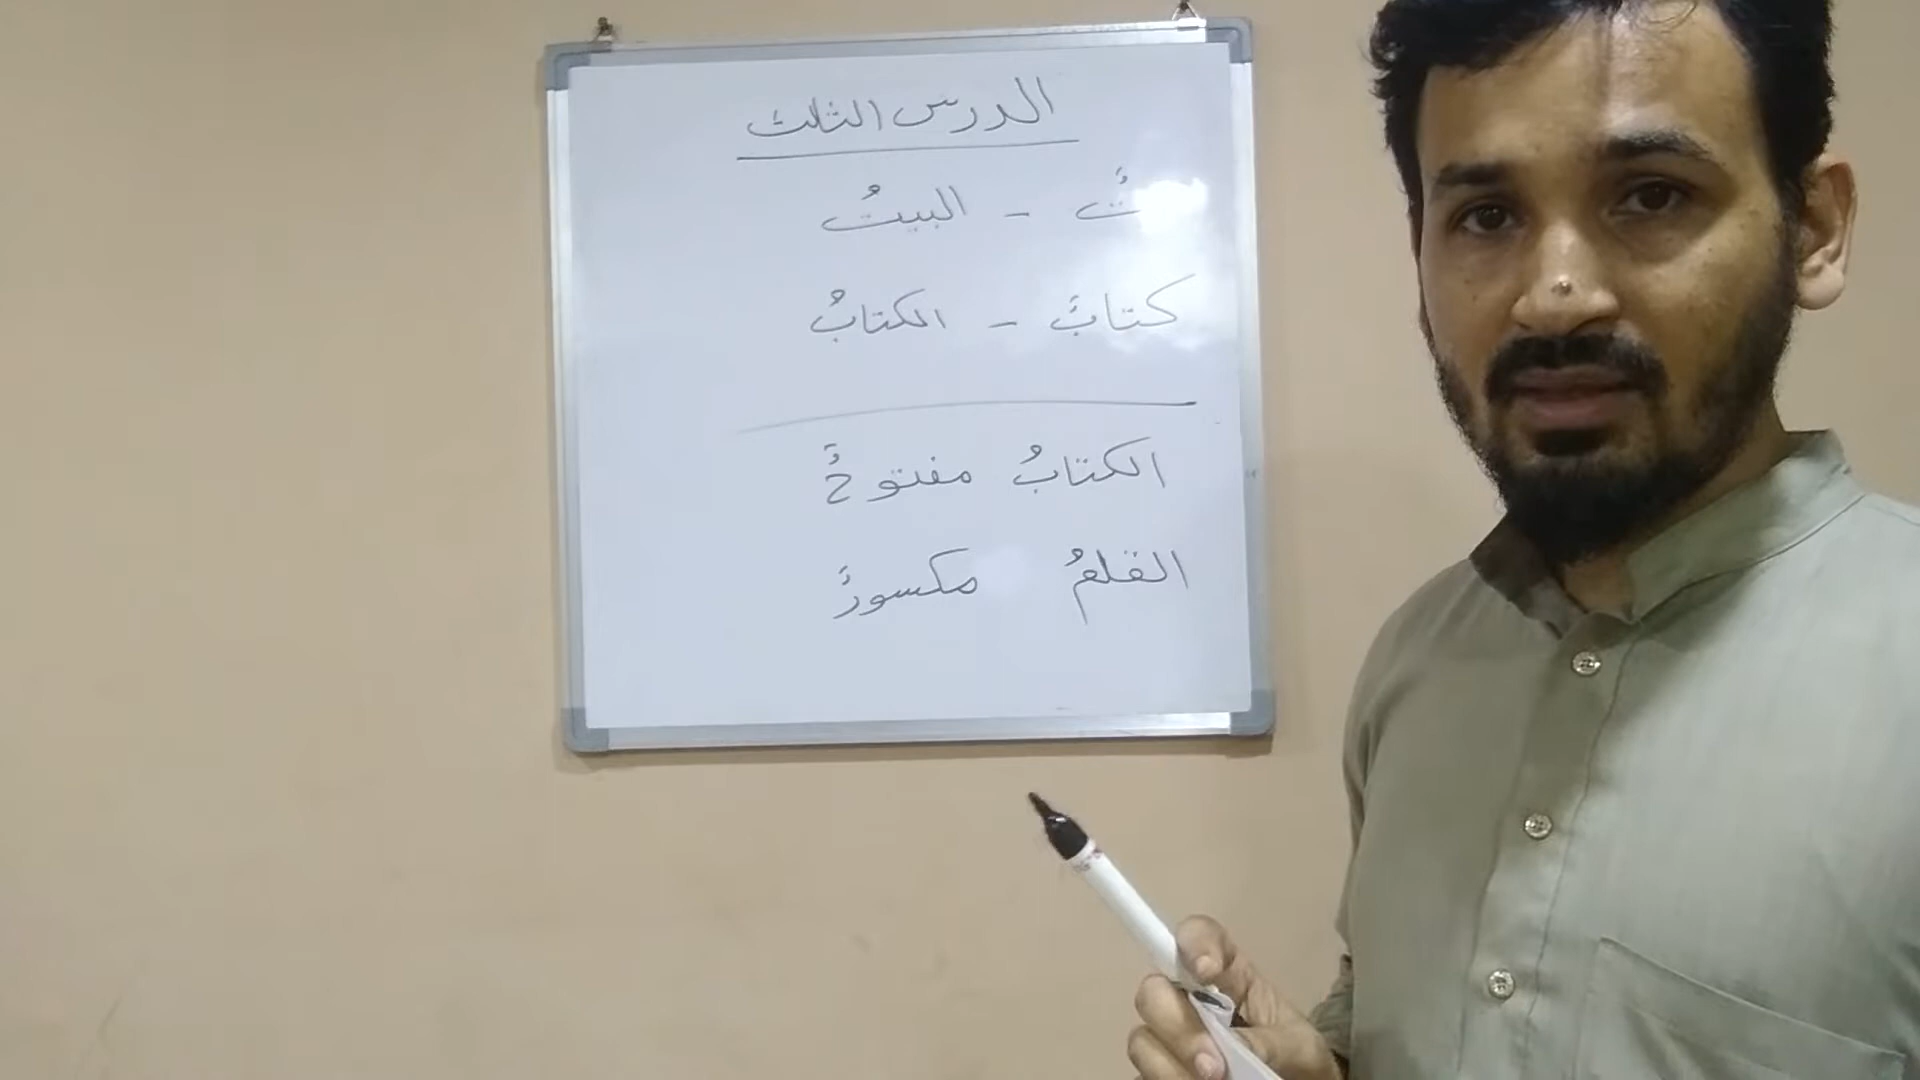 الدرس الثالث
البيتُ -
كتابٌ - الكتابُ
الكتابُ مفتوحٌ
القلمُ مكسورٌ